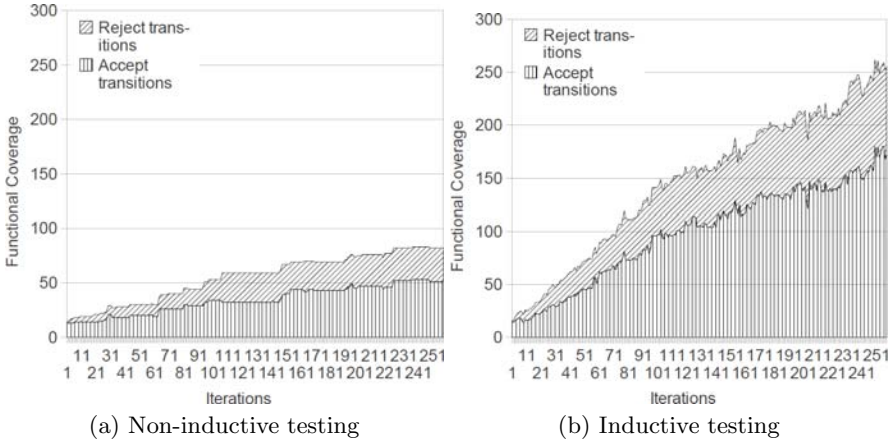 300
250
200
150
100
50
0
Functional Coverage
Reject trans-
itions
Accept
transitions
11 31 51 71 91 111 131 151 171 191 211 231 251
1 21 41 61 81 101 121 141 161 181 201 221 241
Iterations
(a) Non-inductive testing
300
250
200
150
100
50
0
Functional Coverage
Reject trans-
itions
Accept
transitions
11 31 51 71 91 111 131 151 171 191 211 231 251
1 21 41 61 81 101 121 141 161 181 201 221 241
Iterations
(b) Inductive testing